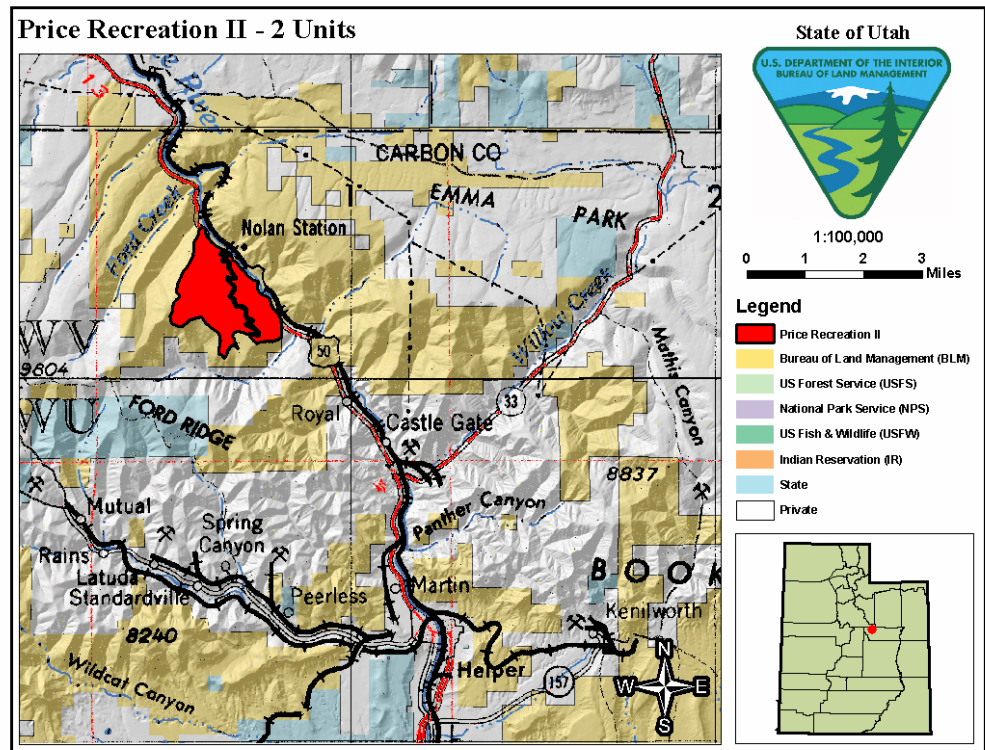 Price Recreation II - 2 Units
State of Utah
U.S. DEPARTMENT OF THE INTERIOR
BUREAU OF LAND MANAGEMENT
1:100,000
0 1 2 3
Miles
Legend
Price Recreation II
Bureau of Land Management (BLM)
US Forest Service (USFS)
National Park Service (NPS)
US Fish & Wildlife (USFW)
Indian Reservation (IR)
State
Private
River
CARBON CO
EMMA
PARK
2
Ford Creek
Nolan Station
Willow Creek
Mathis Canyon
50
9804
33
Royal
Castle Gate
FORD RIDGE
8837
Mutual
Spring
Canyon
Panther Canyon
Rains
Latuda
Standardville
Peerless
Martin
BOOK
Kenilworth
8240
Wildcat Canyon
Helper
157
N
W E
S